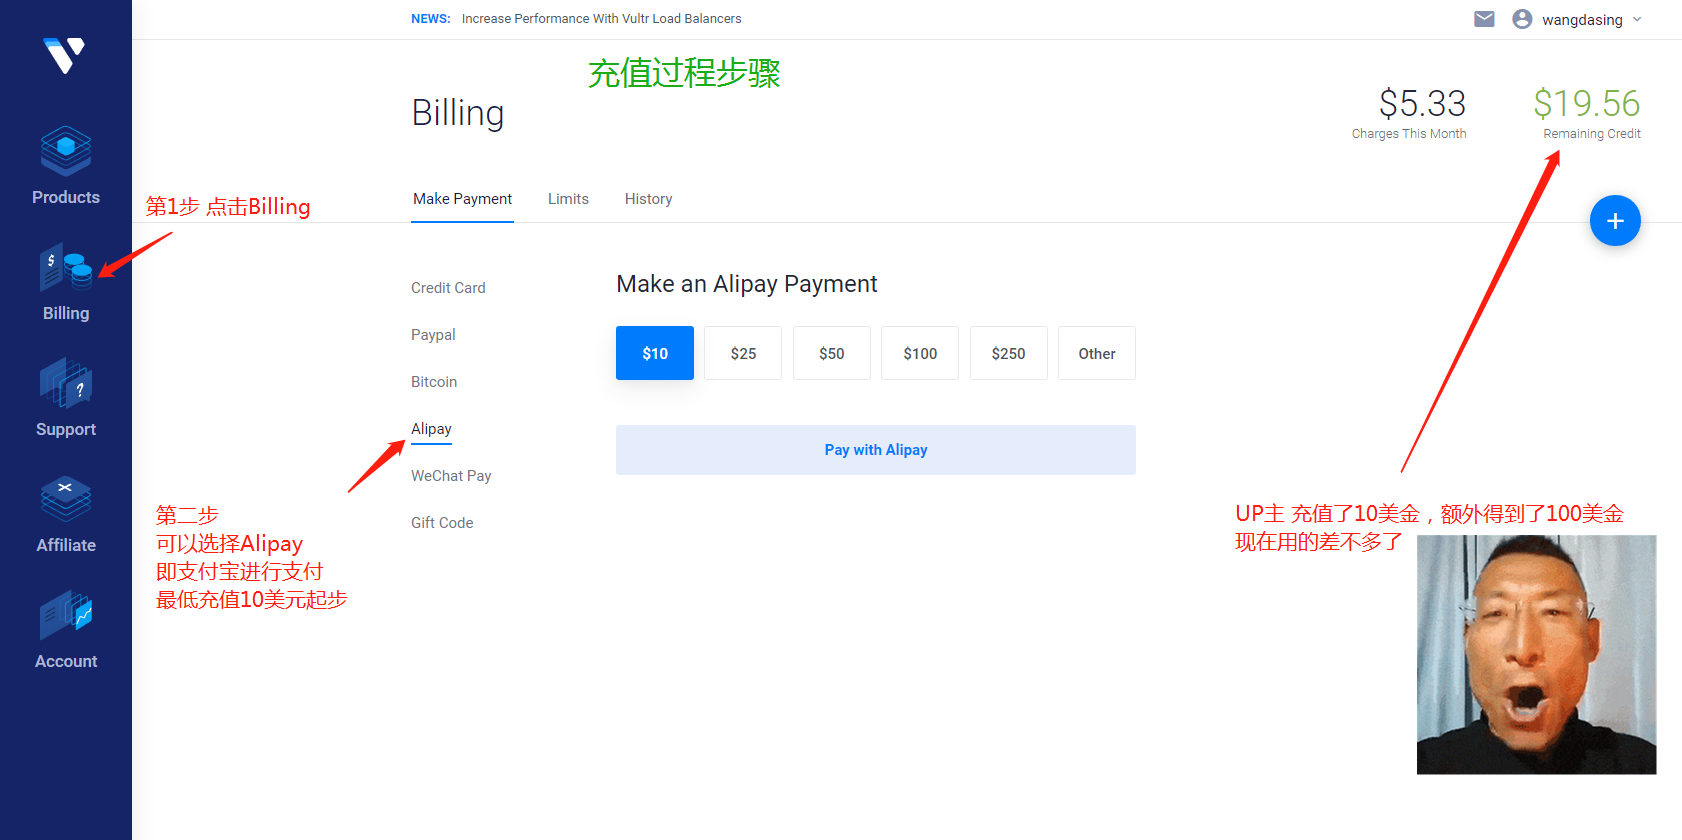 NEWS: Increase Performance With Vultr Load Balancers
wangdasing
充值过程步骤
Billing
$5.33
Charges This Month
$19.56
Remaining Credit
Products
第1步 点击Billing
Make Payment
Limits
History
+
$
Billing
Credit Card
Make an Alipay Payment
Paypal
$10
$25
$50
$100
$250
Other
Bitcoin
?
Support
Alipay
Pay with Alipay
WeChat Pay
第二步
可以选择Alipay
即支付宝进行支付
最低充值10美元起步
Gift Code
UP主 充值了10美金，额外得到了100美金
现在用的差不多了
Affiliate
Account